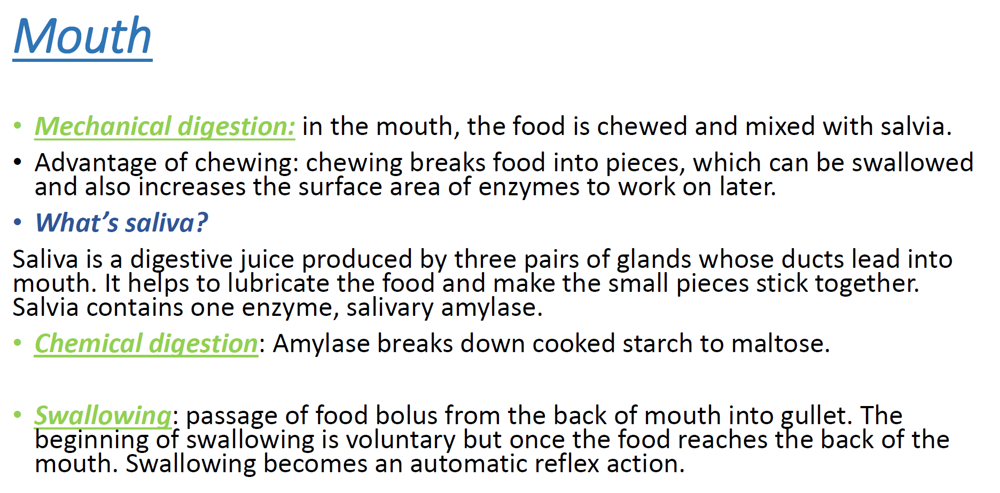 Mouth
• Mechanical digestion: in the mouth, the food is chewed and mixed with salvia.
• Advantage of chewing: chewing breaks food into pieces, which can be swallowed
and also increases the surface area of enzymes to work on later.
• What’s saliva?
Saliva is a digestive juice produced by three pairs of glands whose ducts lead into
mouth. It helps to lubricate the food and make the small pieces stick together.
Salvia contains one enzyme, salivary amylase.
• Chemical digestion: Amylase breaks down cooked starch to maltose.
• Swallowing: passage of food bolus from the back of mouth into gullet. The
beginning of swallowing is voluntary but once the food reaches the back of the
mouth. Swallowing becomes an automatic reflex action.